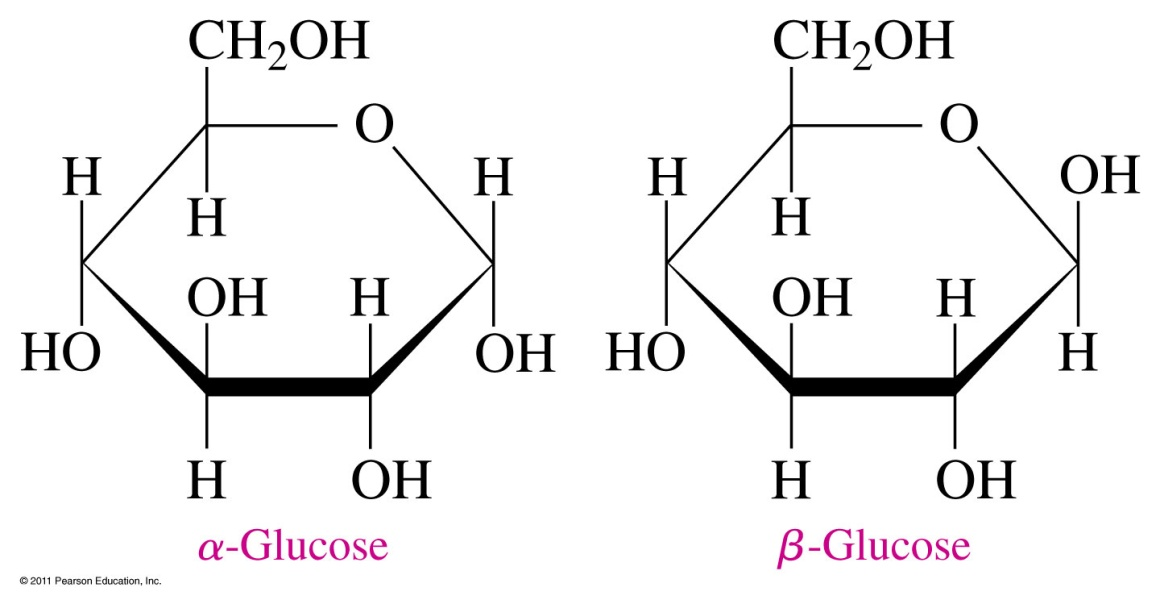 CH₂OH CH₂OH
O O
H H H OH
H H
OH H OH H
HO OH HO H
H OH H OH
α-Glucose β-Glucose
© 2011 Pearson Education, Inc.